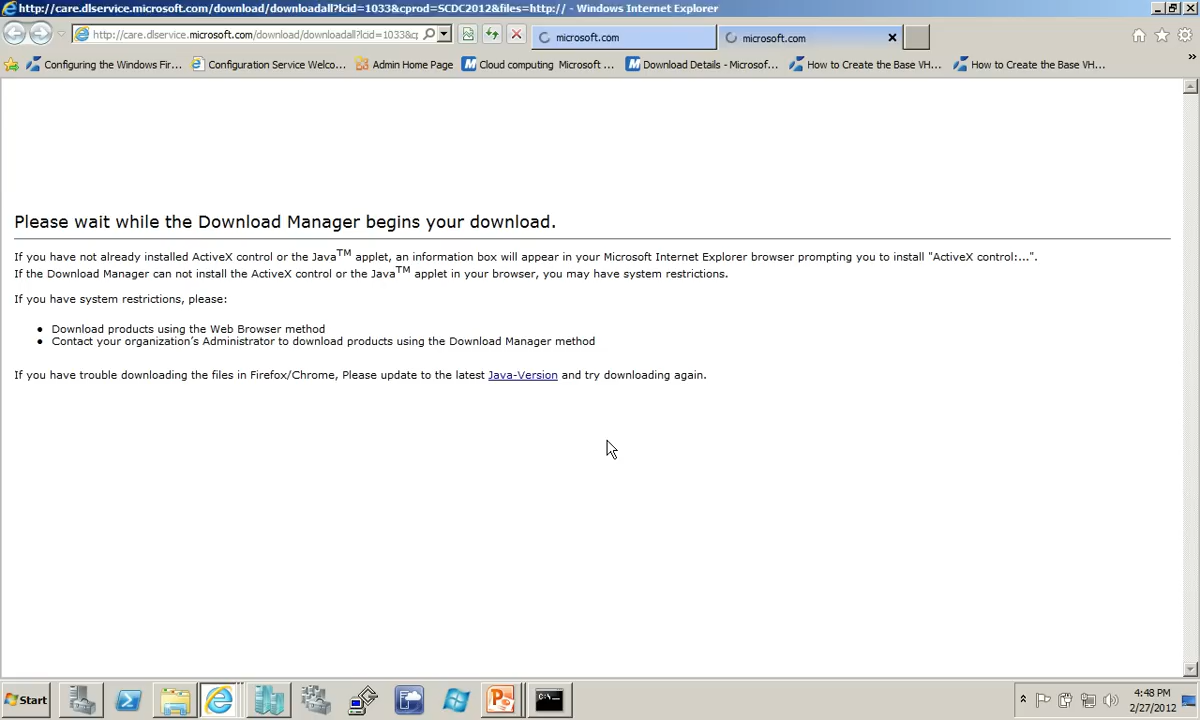 http://care.dlservice.microsoft.com/download/downloadall?lcid=1033&cprod=SCDC2012&files=http:// - Windows Internet Explorer
http://care.dlservice.microsoft.com/download/downloadall?lcid=1033&c
microsoft.com
microsoft.com
Configuring the Windows Fir...
Configuration Service Welco...
Admin Home Page
Cloud computing Microsoft ...
Download Details - Microsof...
How to Create the Base VH...
How to Create the Base VH...
Please wait while the Download Manager begins your download.
If you have not already installed ActiveX control or the Java™ applet, an information box will appear in your Microsoft Internet Explorer browser prompting you to install "ActiveX control:...".
If the Download Manager can not install the ActiveX control or the Java™ applet in your browser, you may have system restrictions.
If you have system restrictions, please:
• Download products using the Web Browser method
• Contact your organization's Administrator to download products using the Download Manager method
If you have trouble downloading the files in Firefox/Chrome, Please update to the latest Java-Version and try downloading again.
Start
4:48 PM
2/27/2012